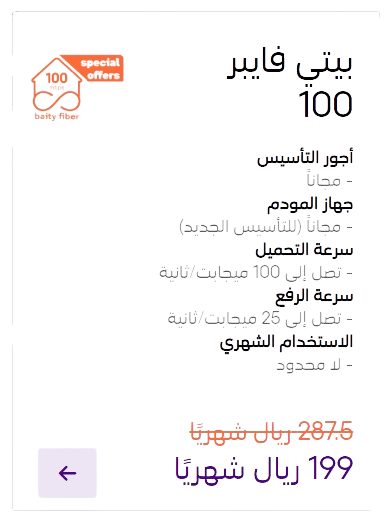 بيتي فايبر
100
special
offers
100
mbps
baity fiber
أجور التأسيس
- مجاناً
جهاز المودم
- مجاناً (للتأسيس الجديد)
سرعة التحميل
- تصل إلى 100 ميجابت/ثانية
سرعة الرفع
- تصل إلى 25 ميجابت/ثانية
الاستخدام الشهري
- لا محدود
287.5 ريال شهريًا
199 ريال شهريًا